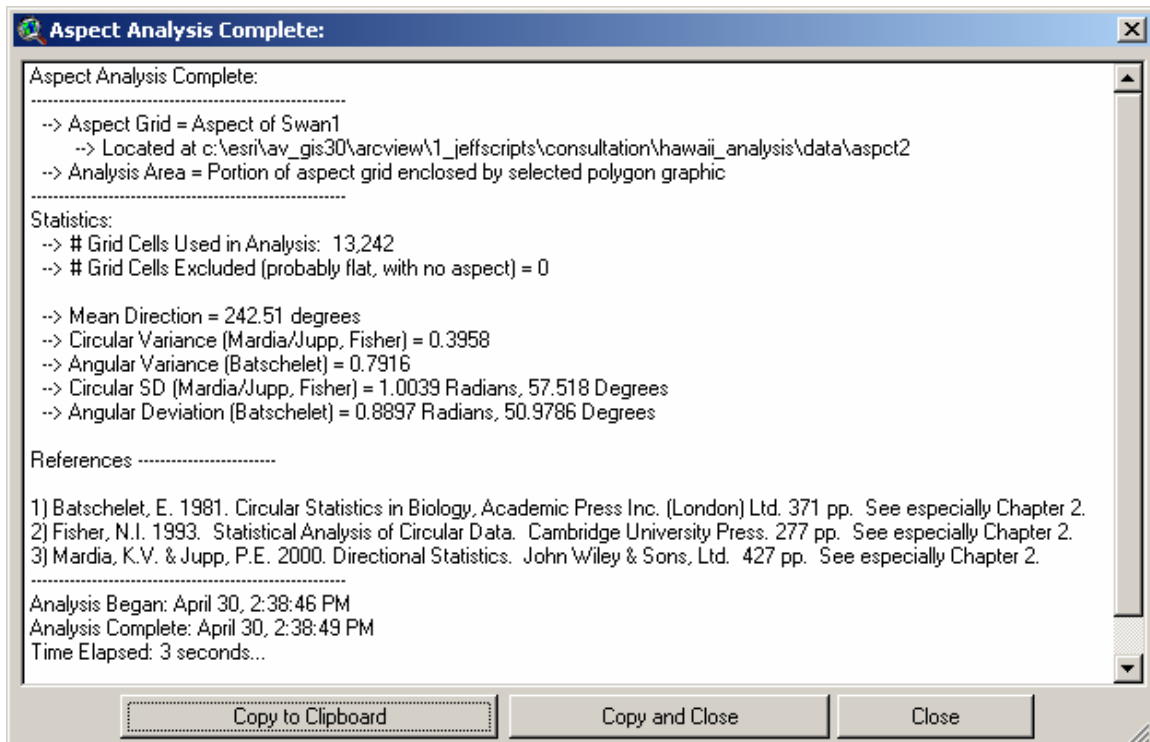 Aspect Analysis Complete:
Aspect Analysis Complete:
---------------------------------------------------------
--> Aspect Grid = Aspect of Swan1
--> Located at c:\esri\av_gis30\arcview\1_jeffscripts\consultation\hawaii_analysis\data\aspct2
--> Analysis Area = Portion of aspect grid enclosed by selected polygon graphic
---------------------------------------------------------
Statistics:
--> # Grid Cells Used in Analysis:  13,242
--> # Grid Cells Excluded (probably flat, with no aspect) = 0
--> Mean Direction = 242.51 degrees
--> Circular Variance (Mardia/Jupp, Fisher) = 0.3958
--> Angular Variance (Batschelet) = 0.7916
--> Circular SD (Mardia/Jupp, Fisher) = 1.0039 Radians, 57.518 Degrees
--> Angular Deviation (Batschelet) = 0.8897 Radians, 50.9786 Degrees
References -------------------------
1) Batschelet, E. 1981. Circular Statistics in Biology, Academic Press Inc. (London) Ltd. 371 pp.  See especially Chapter 2.
2) Fisher, N.I. 1993.  Statistical Analysis of Circular Data.  Cambridge University Press. 277 pp.  See especially Chapter 2.
3) Mardia, K.V. & Jupp, P.E. 2000. Directional Statistics.  John Wiley & Sons, Ltd.  427 pp.  See especially Chapter 2.
---------------------------------------------------------
Analysis Began: April 30, 2:38:46 PM
Analysis Complete: April 30, 2:38:49 PM
Time Elapsed: 3 seconds...
Copy to Clipboard
Copy and Close
Close